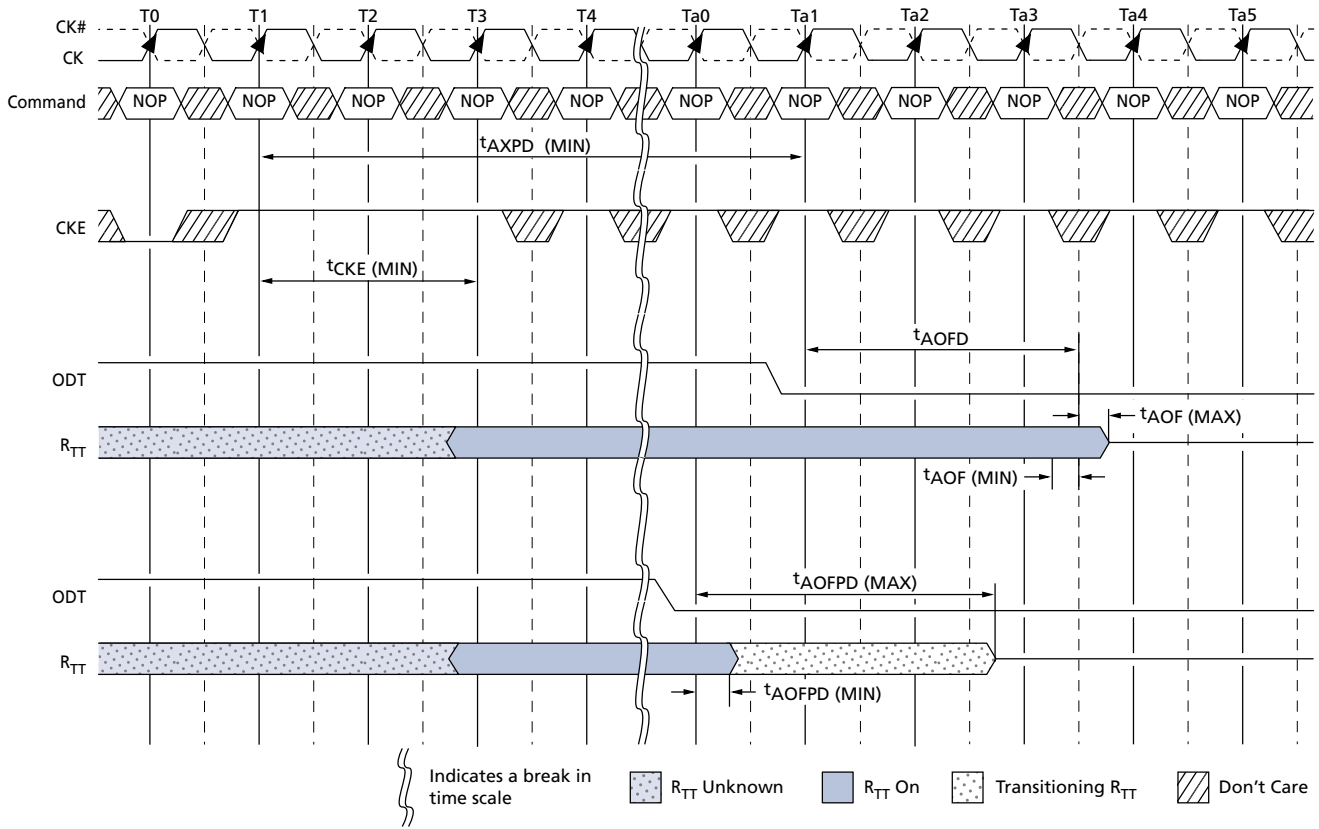 T0 T1 T2 T3 T4 Ta0 Ta1 Ta2 Ta3 Ta4 Ta5
CK#
CK
Command NOP NOP NOP NOP NOP NOP NOP NOP NOP NOP NOP
tAXPD (MIN)
CKE
tCKE (MIN)
tAOFD
ODT
tAOF (MAX)
RTT
tAOF (MIN)
tAOFPD (MAX)
ODT
RTT
tAOFPD (MIN)
Indicates a break in
time scale
RTT Unknown
RTT On
Transitioning RTT
Don't Care